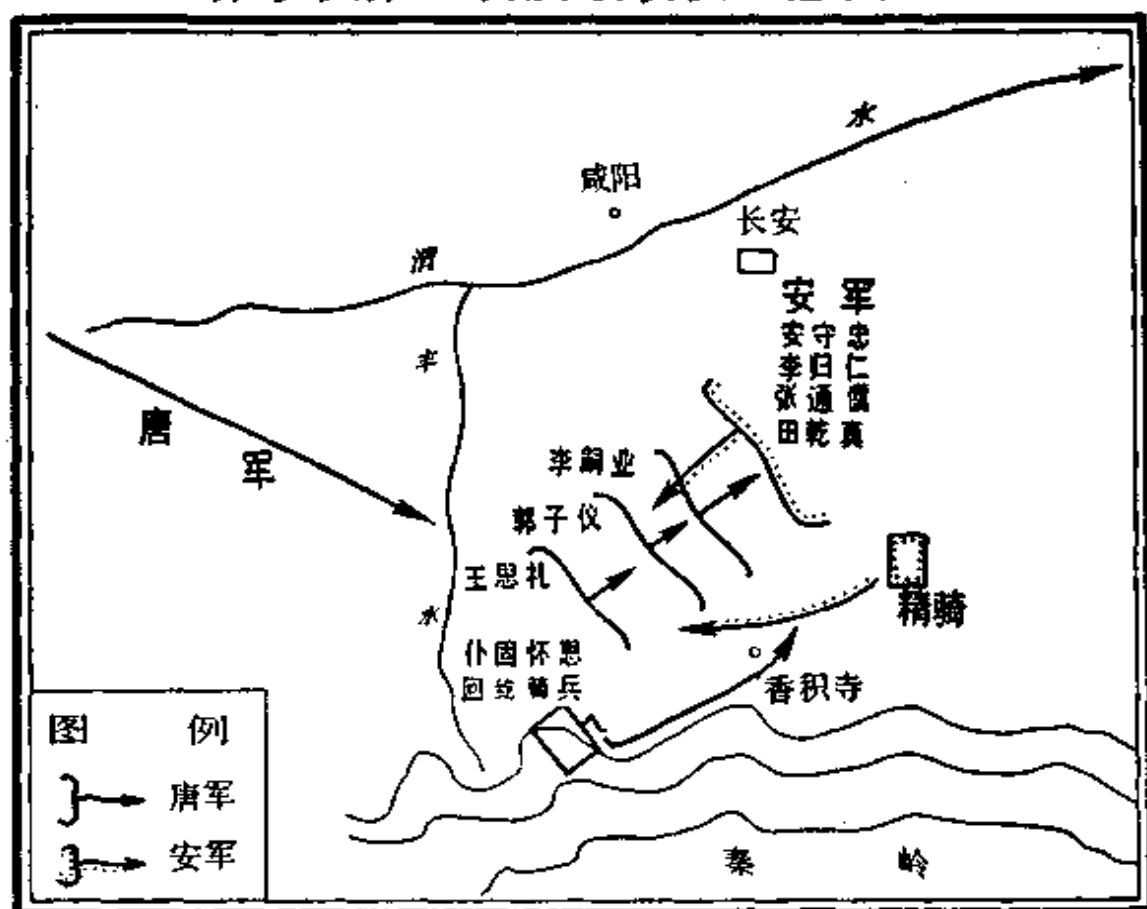 渭水
咸阳
长安
安军
安守忠
李归仁
张通儒
田乾真
唐军
丰水
李嗣业
郭子仪
王思礼
精骑
仆固怀恩
回纥骑兵
香积寺
秦岭
图例
唐军
安军